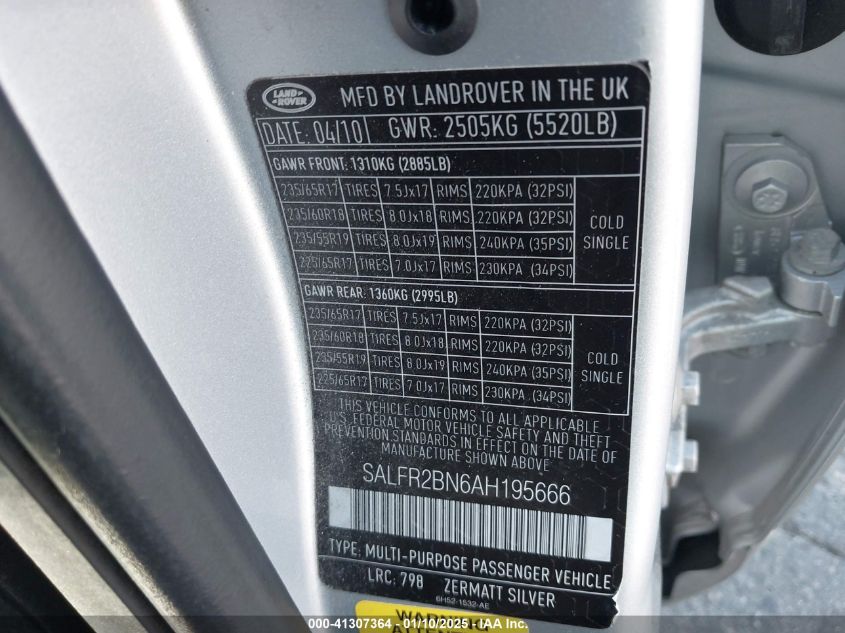 LAND
ROVER
MFD BY LANDROVER IN THE UK
DATE: 04/10 GWR: 2505KG (5520LB)
GAWR FRONT: 1310KG (2885LB)
235/65R17 TIRES 7.5Jx17 RIMS 220KPA (32PSI)
235/60R18 TIRES 8.0Jx18 RIMS 220KPA (32PSI)
235/55R19 TIRES 8.0Jx19 RIMS 240KPA (35PSI)
225/65R17 TIRES 7.0Jx17 RIMS 230KPA (34PSI)
COLD
SINGLE
GAWR REAR: 1360KG (2995LB)
235/65R17 TIRES 7.5Jx17 RIMS 220KPA (32PSI)
235/60R18 TIRES 8.0Jx18 RIMS 220KPA (32PSI)
235/55R19 TIRES 8.0Jx19 RIMS 240KPA (35PSI)
225/65R17 TIRES 7.0Jx17 RIMS 230KPA (34PSI)
COLD
SINGLE
THIS VEHICLE CONFORMS TO ALL APPLICABLE
U.S. FEDERAL MOTOR VEHICLE SAFETY AND THEFT
PREVENTION STANDARDS IN EFFECT ON THE DATE OF
MANUFACTURE SHOWN ABOVE.
SALFR2BN6AH195666
TYPE: MULTI-PURPOSE PASSENGER VEHICLE
LRC: 798 ZERMATT SILVER
6H52-1532-AE
WARNING
000-41307364 - 01/10/2025 - IAA, Inc.